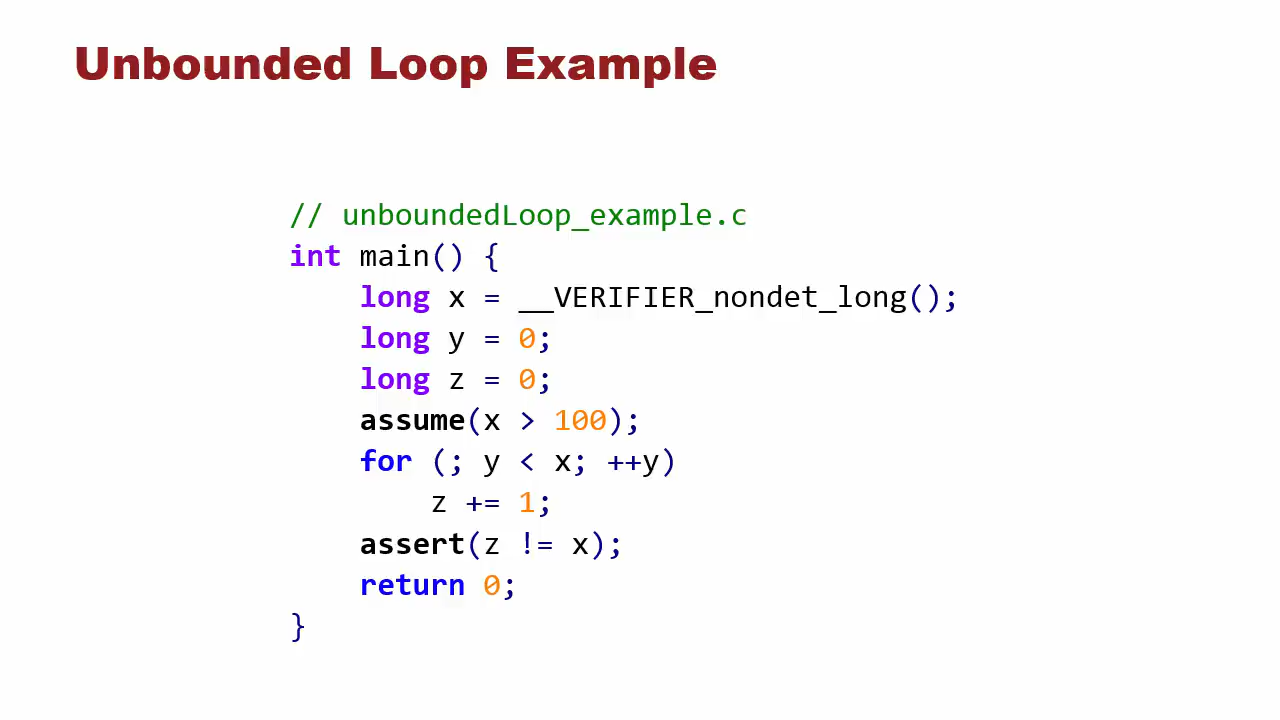 Unbounded Loop Example
// unboundedLoop_example.c
int main() {
    long x = __VERIFIER_nondet_long();
    long y = 0;
    long z = 0;
    assume(x > 100);
    for (; y < x; ++y)
        z += 1;
    assert(z != x);
    return 0;
}